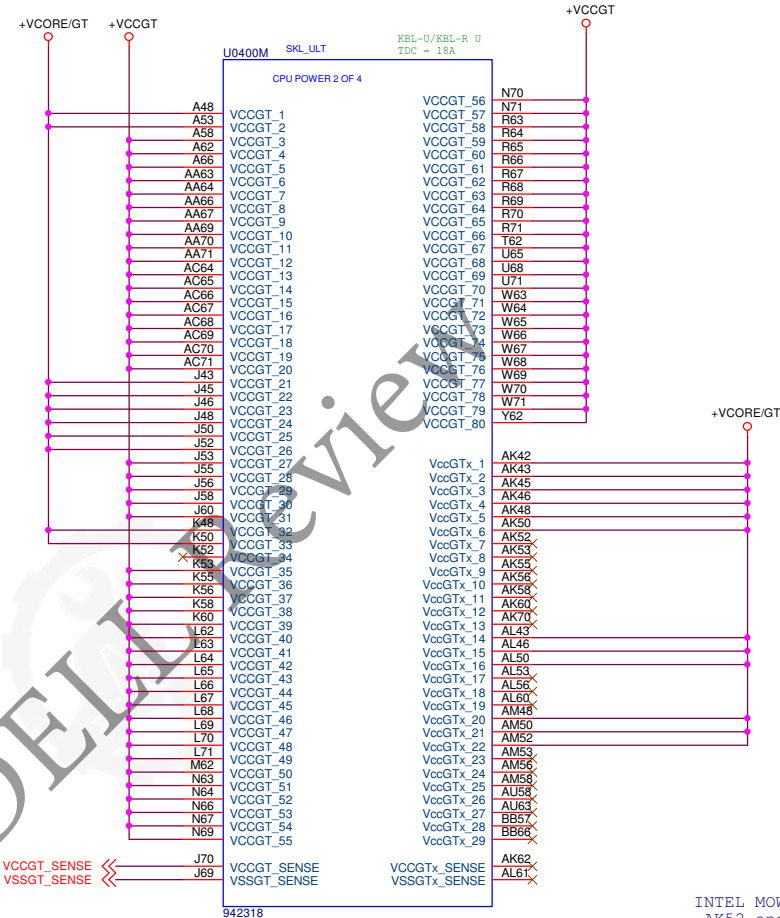 +VCORE/GT
+VCCGT
+VCCGT
U0400M
SKL_ULT
KBL-U/KBL-R U
TDC = 18A
CPU POWER 2 OF 4
A48 VCCGT_1
A53 VCCGT_2
A58 VCCGT_3
A62 VCCGT_4
A66 VCCGT_5
AA63 VCCGT_6
AA64 VCCGT_7
AA66 VCCGT_8
AA67 VCCGT_9
AA69 VCCGT_10
AA70 VCCGT_11
AA71 VCCGT_12
AC64 VCCGT_13
AC65 VCCGT_14
AC66 VCCGT_15
AC67 VCCGT_16
AC68 VCCGT_17
AC69 VCCGT_18
AC70 VCCGT_19
AC71 VCCGT_20
J43 VCCGT_21
J45 VCCGT_22
J46 VCCGT_23
J48 VCCGT_24
J50 VCCGT_25
J52 VCCGT_26
J53 VCCGT_27
J55 VCCGT_28
J56 VCCGT_29
J58 VCCGT_30
J60 VCCGT_31
K48 VCCGT_32
K50 VCCGT_33
K52 VCCGT_34
K53 VCCGT_35
K55 VCCGT_36
K56 VCCGT_37
K58 VCCGT_38
K60 VCCGT_39
L62 VCCGT_40
L63 VCCGT_41
L64 VCCGT_42
L65 VCCGT_43
L66 VCCGT_44
L67 VCCGT_45
L68 VCCGT_46
L69 VCCGT_47
L70 VCCGT_48
L71 VCCGT_49
M62 VCCGT_50
N63 VCCGT_51
N64 VCCGT_52
N66 VCCGT_53
N67 VCCGT_54
N69 VCCGT_55
VCCGT_SENSE J70 VCCGT_SENSE
VSSGT_SENSE J69 VSSGT_SENSE
VCCGT_56 N70
VCCGT_57 N71
VCCGT_58 R63
VCCGT_59 R64
VCCGT_60 R65
VCCGT_61 R66
VCCGT_62 R67
VCCGT_63 R68
VCCGT_64 R69
VCCGT_65 R70
VCCGT_66 R71
VCCGT_67 T62
VCCGT_68 U65
VCCGT_69 U68
VCCGT_70 U71
VCCGT_71 W63
VCCGT_72 W64
VCCGT_73 W65
VCCGT_74 W66
VCCGT_75 W67
VCCGT_76 W68
VCCGT_77 W69
VCCGT_78 W70
VCCGT_79 W71
VCCGT_80 Y62
+VCORE/GT
VccGTx_1 AK42
VccGTx_2 AK43
VccGTx_3 AK45
VccGTx_4 AK46
VccGTx_5 AK48
VccGTx_6 AK50
VccGTx_7 AK52
VccGTx_8 AK53
VccGTx_9 AK55
VccGTx_10 AK56
VccGTx_11 AK58
VccGTx_12 AK60
VccGTx_13 AK70
VccGTx_14 AL43
VccGTx_15 AL46
VccGTx_16 AL50
VccGTx_17 AL53
VccGTx_18 AL56
VccGTx_19 AL60
VccGTx_20 AM48
VccGTx_21 AM50
VccGTx_22 AM52
VccGTx_23 AM53
VccGTx_24 AM56
VccGTx_25 AM58
VccGTx_26 AU58
VccGTx_27 AU63
VccGTx_28 BB57
VccGTx_29 BB66
VCCGTx_SENSE AK62
VSSGTx_SENSE AL61
942318
DELL Review
INTEL MOW